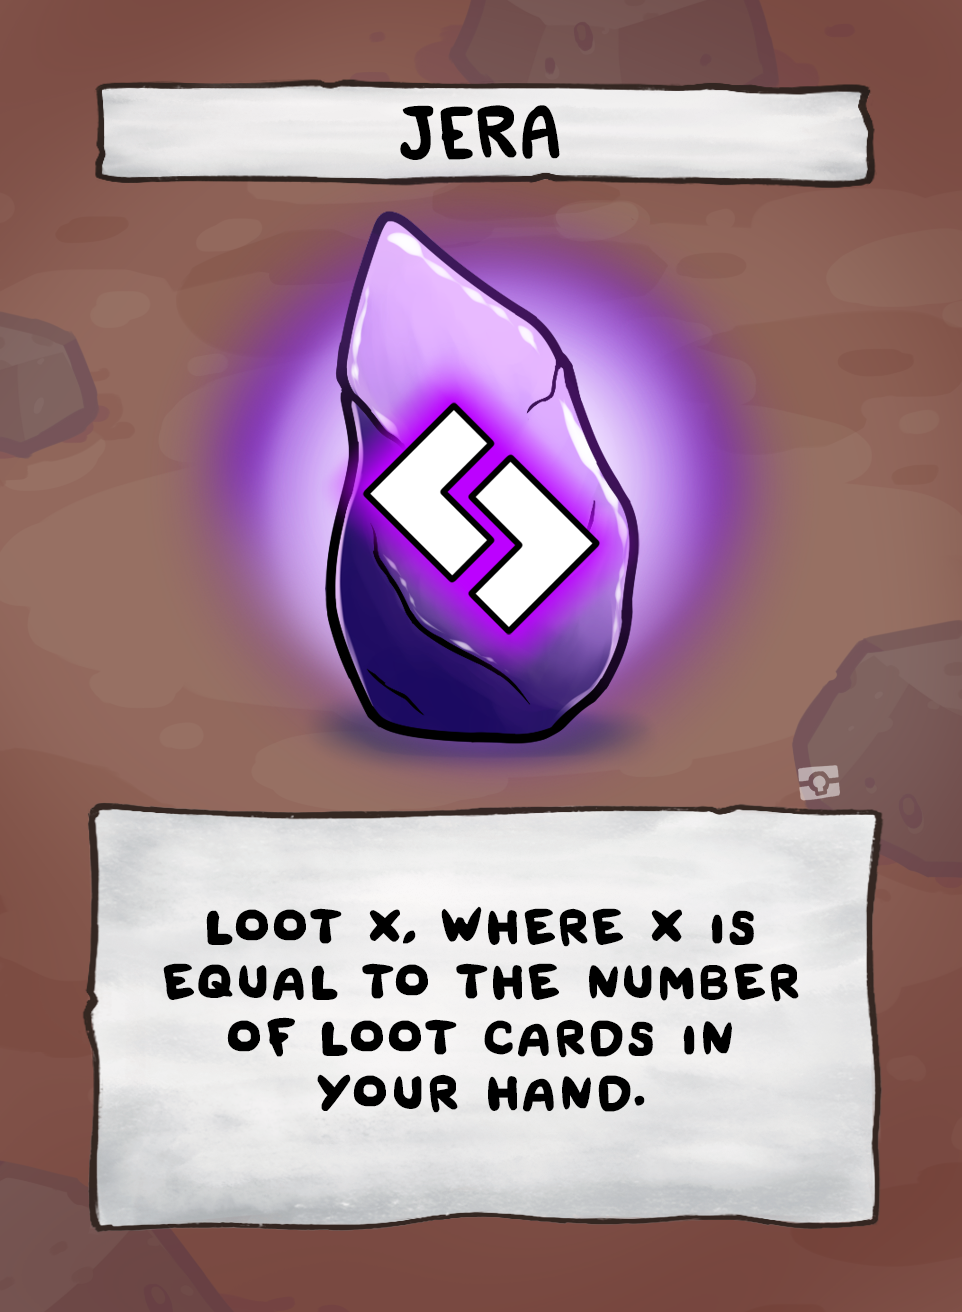 JERA
LOOT X, WHERE X IS
EQUAL TO THE NUMBER
OF LOOT CARDS IN
YOUR HAND.